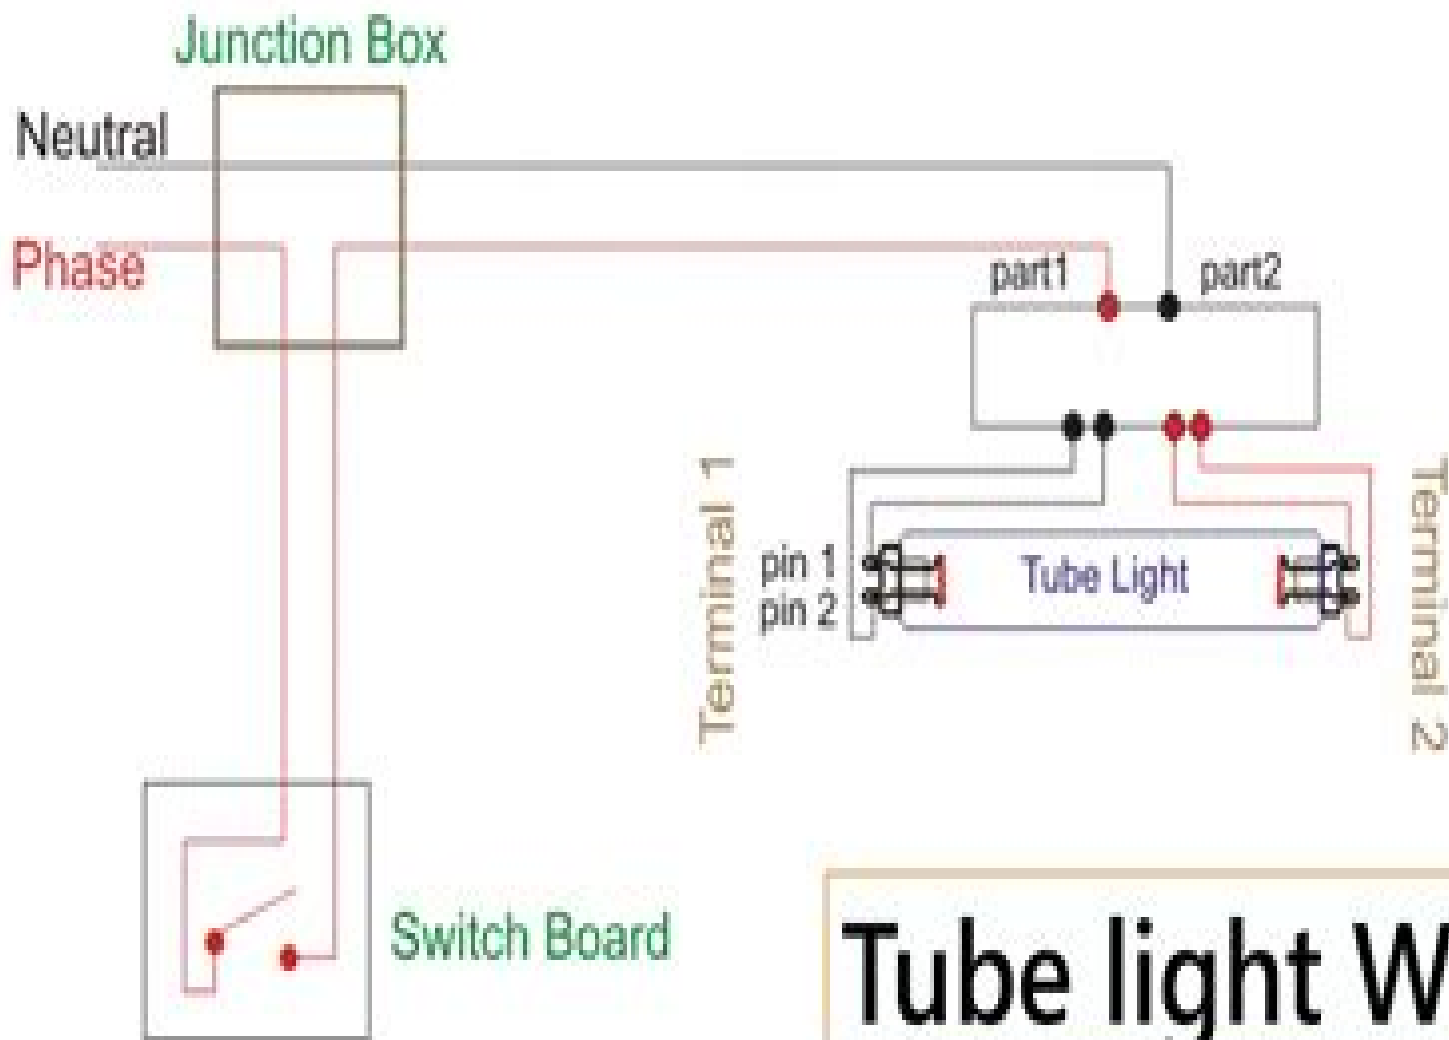 Junction Box
Neutral
Phase
part1
part2
Terminal 1
Terminal 2
pin 1
Tube Light
pin 2
Switch Board
Tube light W